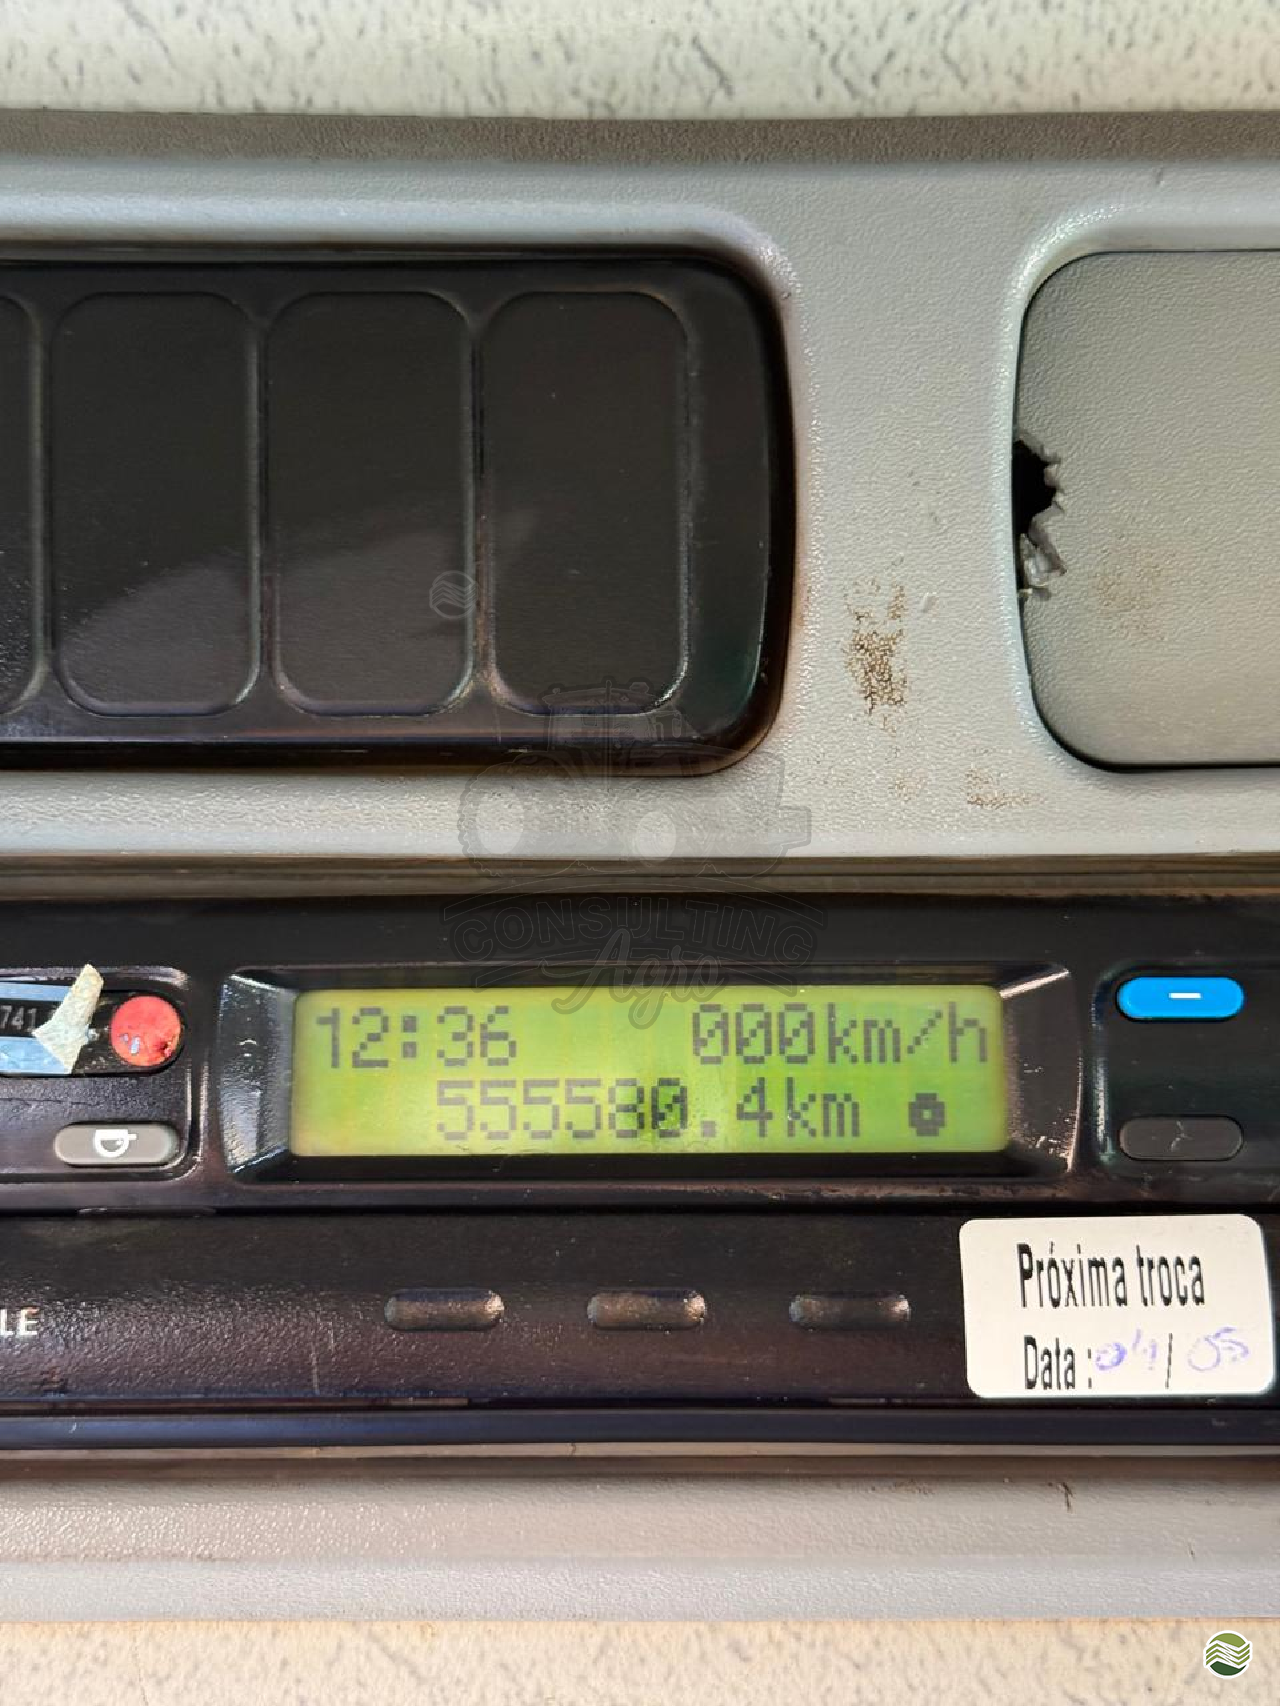 CONSULTING
Agro
12:36 000km/h
555580.4km
741
LE
Próxima troca
Data : 04 / 05